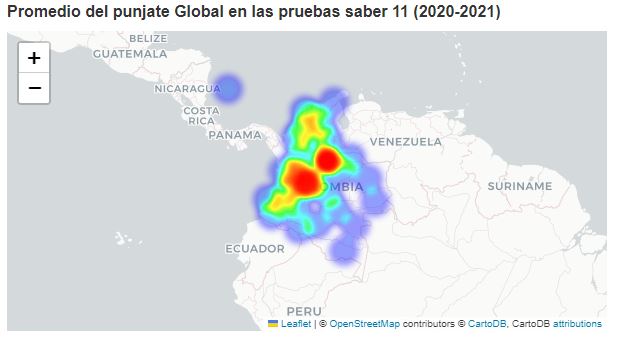 Promedio del punjate Global en las pruebas saber 11 (2020-2021)
+
−
BELIZE
GUATEMALA
NICARAGUA
COSTA
RICA
PANAMA
VENEZUELA
SURINAME
OMBIA
ECUADOR
PERU
Leaflet | © OpenStreetMap contributors © CartoDB, CartoDB attributions